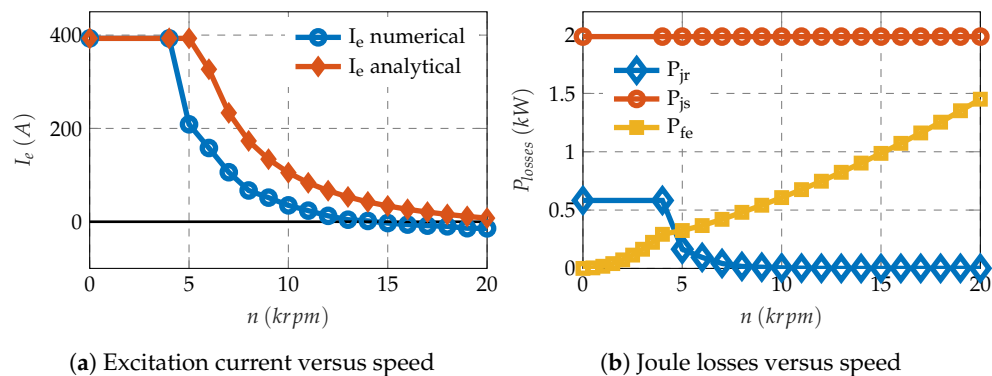 400
200
0
I_e (A)
I_e numerical
I_e analytical
0 5 10 15 20
n (krpm)
(a) Excitation current versus speed
2
1.5
1
0.5
0
P_losses (kW)
P_jr
P_js
P_fe
0 5 10 15 20
n (krpm)
(b) Joule losses versus speed